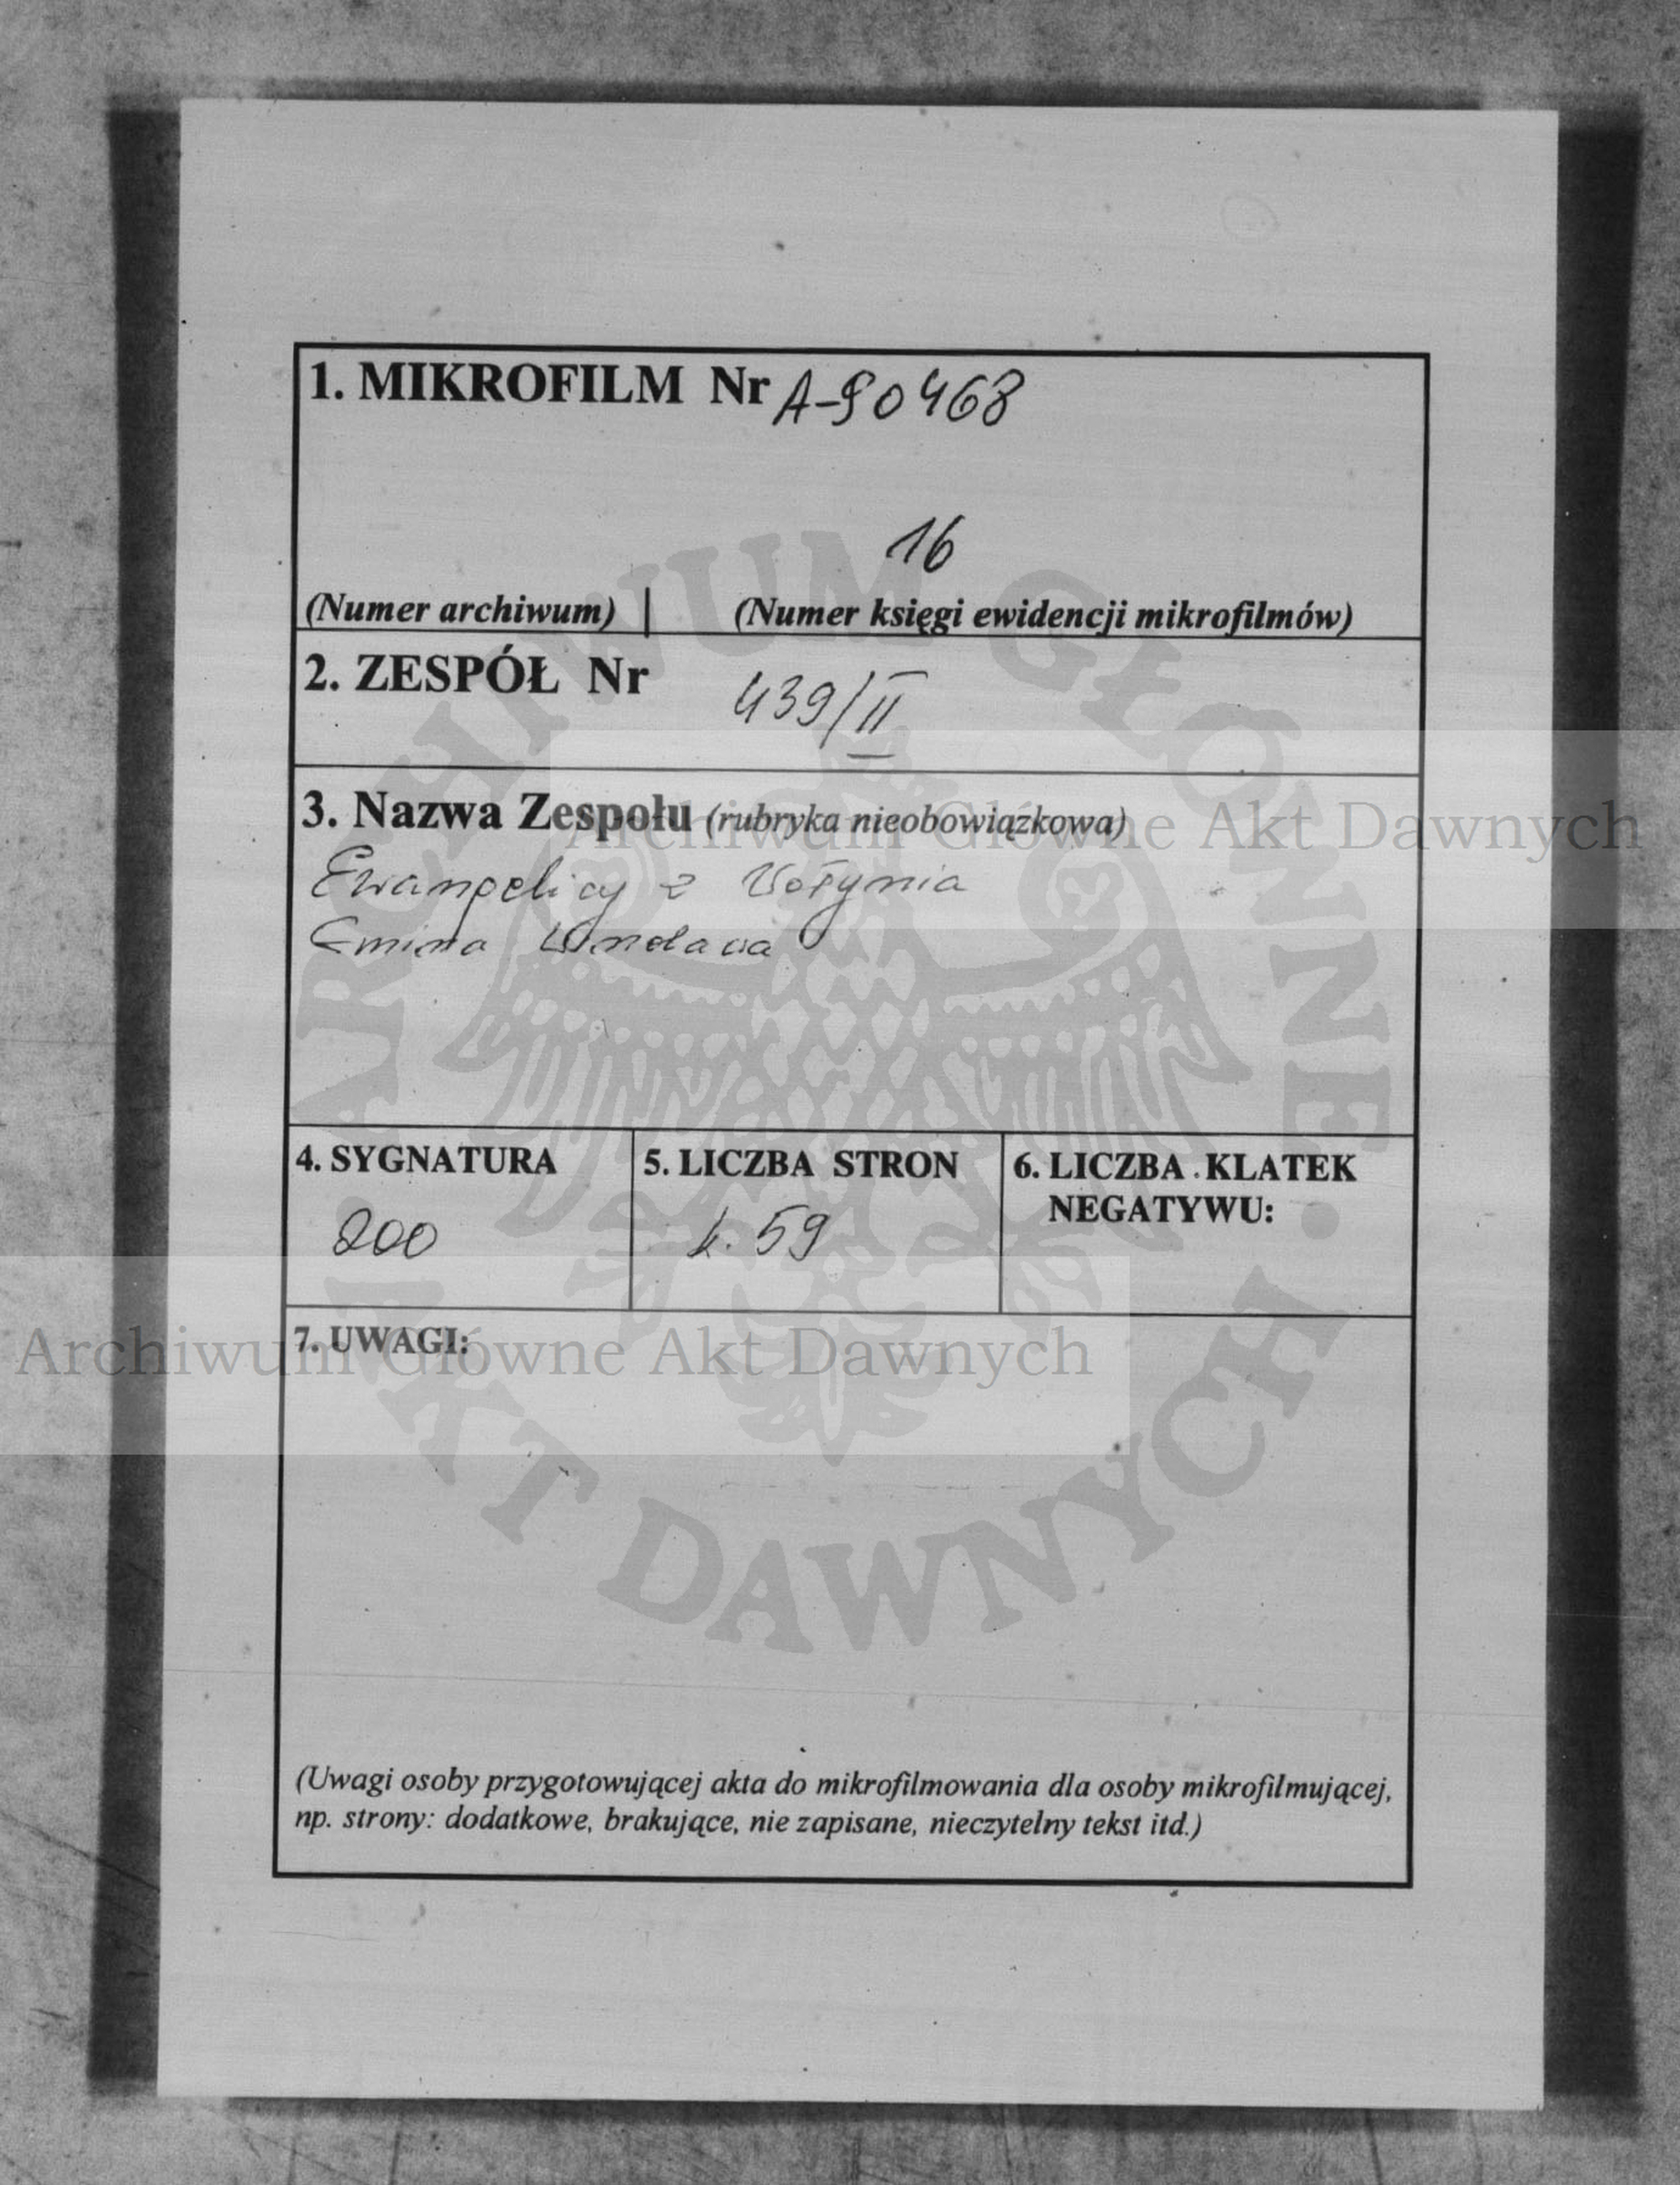 1. MIKROFILM Nr A-90468
16
(Numer archiwum) | (Numer księgi ewidencji mikrofilmów)
2. ZESPÓŁ Nr 439/II
3. Nazwa Zespołu (rubryka nieobowiązkowa)
Ewangelicy z Wołynia
Gmina
4. SYGNATURA
200
5. LICZBA STRON
k. 59
6. LICZBA KLATEK
NEGATYWU:
7. UWAGI:
(Uwagi osoby przygotowującej akta do mikrofilmowania dla osoby mikrofilmującej,
np. strony: dodatkowe, brakujące, nie zapisane, nieczytelny tekst itd.)
ARCHIWUM GŁÓWNE AKT DAWNYCH
Archiwum Główne Akt Dawnych
Archiwum Główne Akt Dawnych